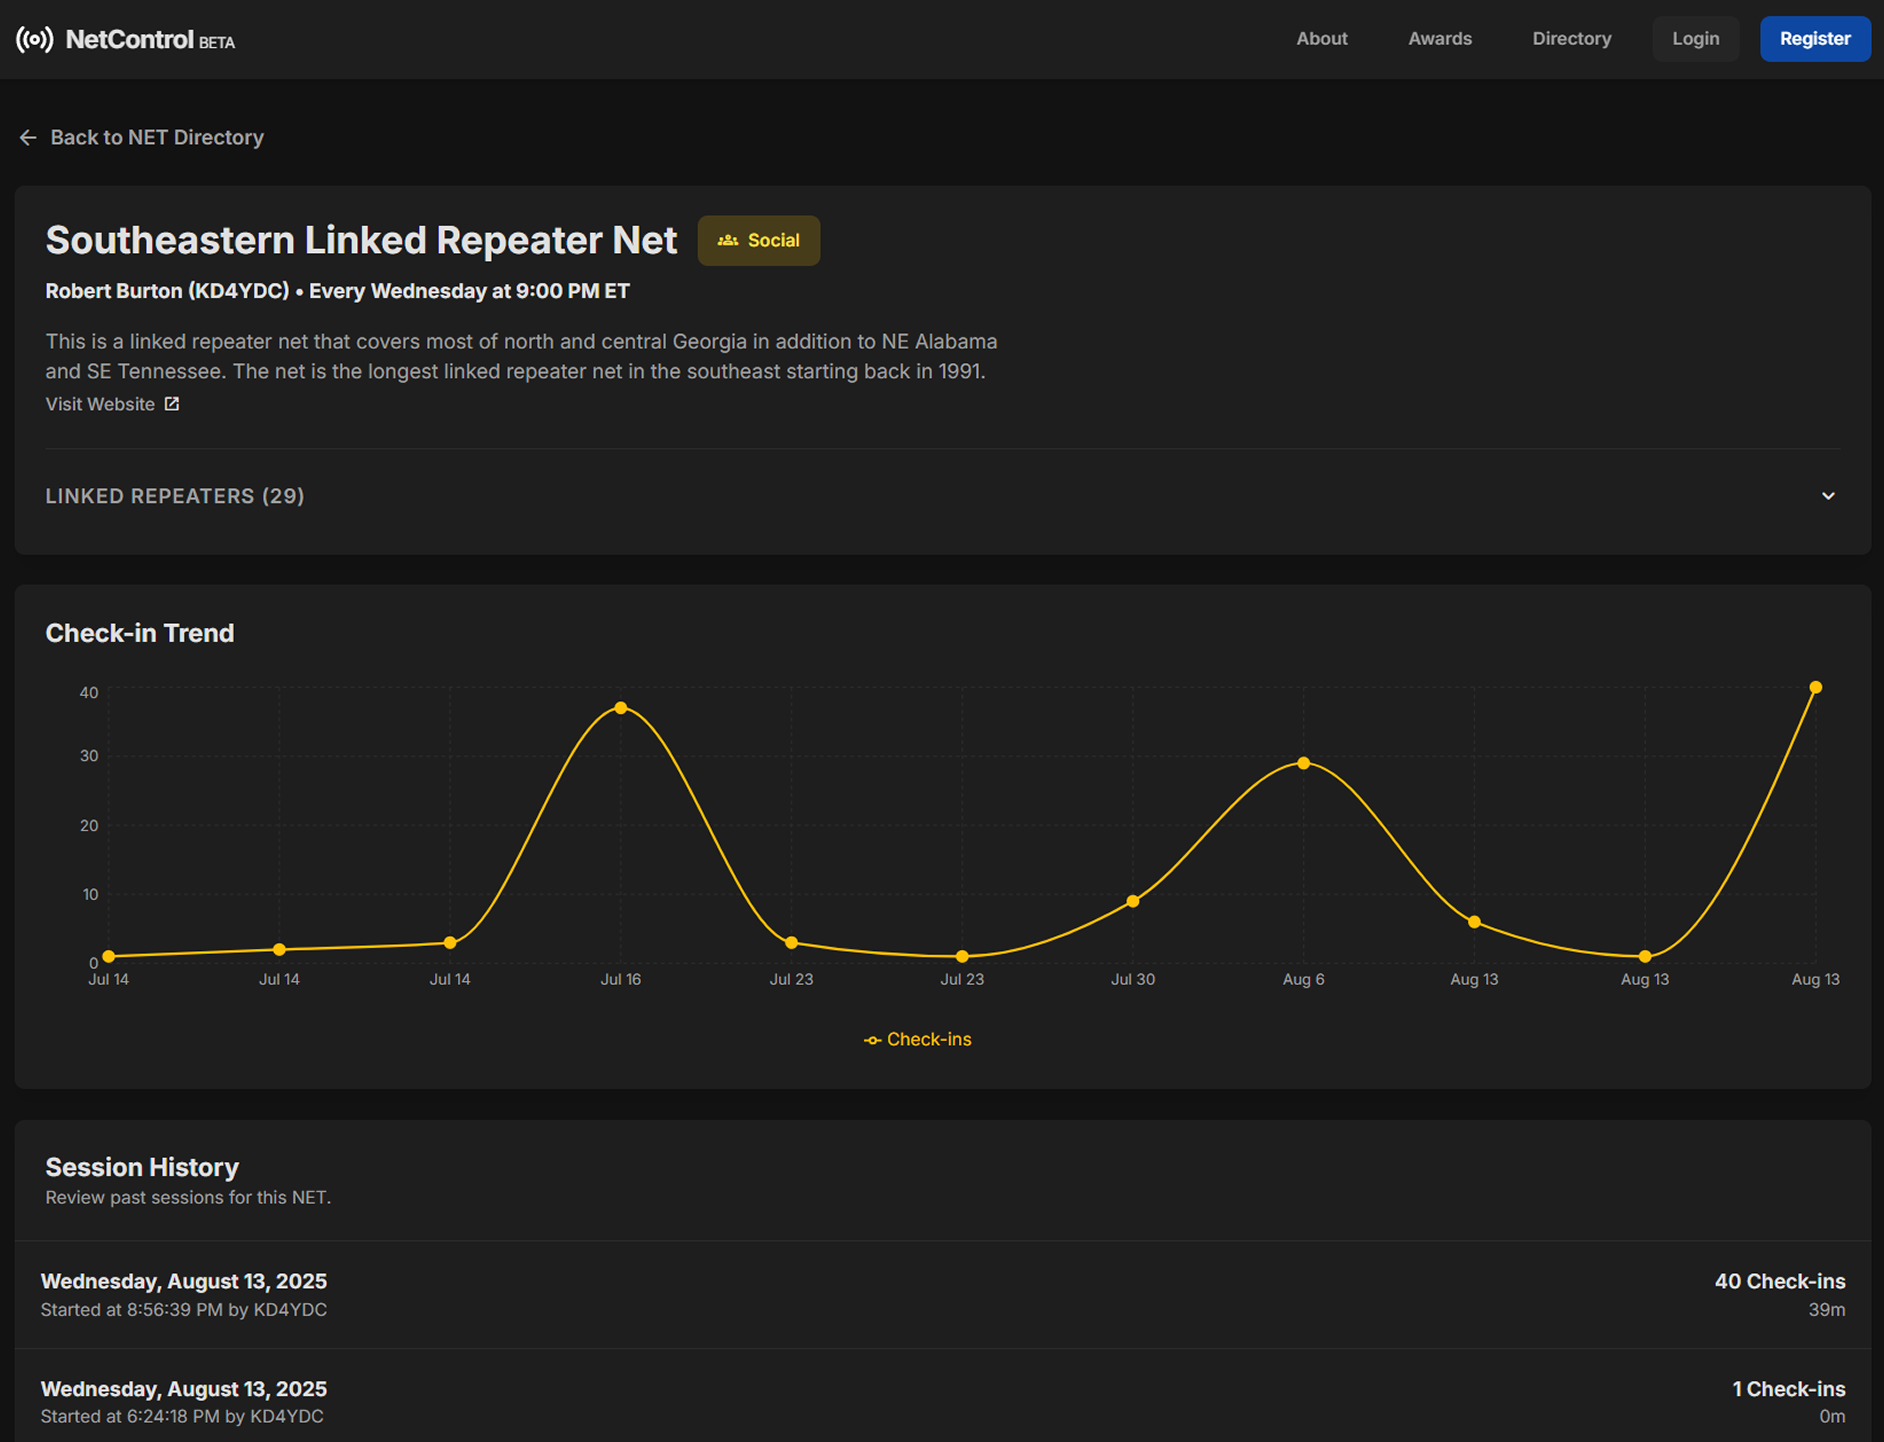 NetControl BETA
About
Awards
Directory
Login
Register
Back to NET Directory
Southeastern Linked Repeater Net
Social
Robert Burton (KD4YDC) • Every Wednesday at 9:00 PM ET
This is a linked repeater net that covers most of north and central Georgia in addition to NE Alabama
and SE Tennessee. The net is the longest linked repeater net in the southeast starting back in 1991.
Visit Website
LINKED REPEATERS (29)
Check-in Trend
40
30
20
10
0
Jul 14
Jul 14
Jul 14
Jul 16
Jul 23
Jul 23
Jul 30
Aug 6
Aug 13
Aug 13
Aug 13
Check-ins
Session History
Review past sessions for this NET.
Wednesday, August 13, 2025
40 Check-ins
Started at 8:56:39 PM by KD4YDC
39m
Wednesday, August 13, 2025
1 Check-ins
Started at 6:24:18 PM by KD4YDC
0m